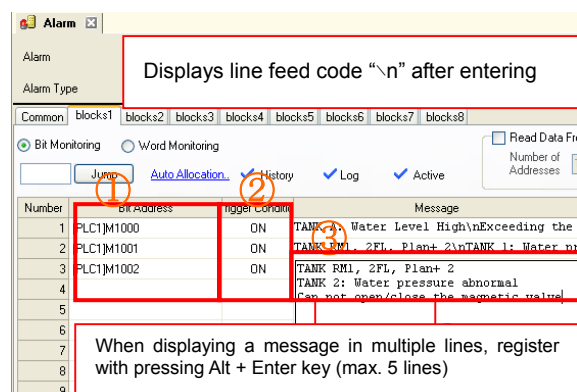 Alarm
Alarm
Displays line feed code “\n” after entering
Alarm Type
Common blocks1 blocks2 blocks3 blocks4 blocks5 blocks6 blocks7 blocks8
Bit Monitoring Word Monitoring
Read Data Fr
Number of
Addresses
Jump Auto Allocation.. History Log Active
① ②
Number Bit Address Trigger Conditio Message
1 [PLC1]M1000 ON TANK A: Water Level High\nExceeding the
③
2 [PLC1]M1001 ON TANK RM1, 2FL, Plan+ 2\nTANK 1: Water pr
3 [PLC1]M1002 ON TANK RM1, 2FL, Plan+ 2
4 TANK 2: Water pressure abnormal
Can not open/close the magnetic valve
5
6
7
8
9
When displaying a message in multiple lines, register
with pressing Alt + Enter key (max. 5 lines)